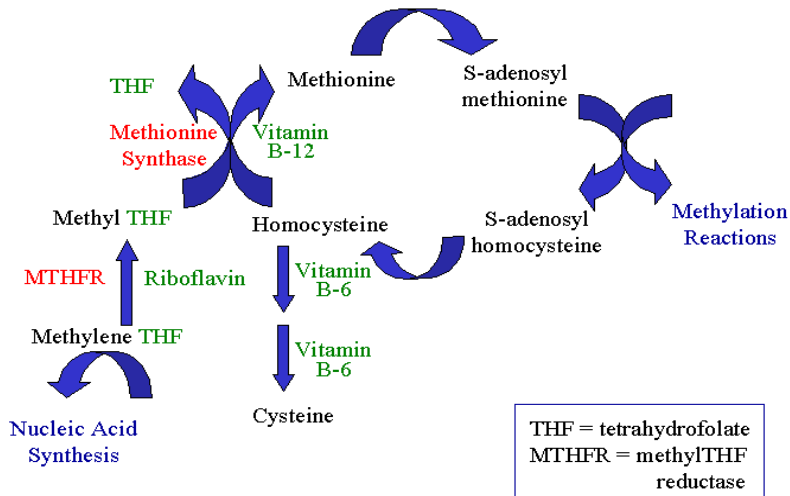 THF
Methionine
S-adenosyl
methionine
Methionine
Synthase
Vitamin
B-12
Methyl THF
Homocysteine
S-adenosyl
homocysteine
Methylation
Reactions
MTHFR
Riboflavin
Vitamin
B-6
Methylene THF
Vitamin
B-6
Nucleic Acid
Synthesis
Cysteine
THF = tetrahydrofolate
MTHFR = methylTHF
reductase